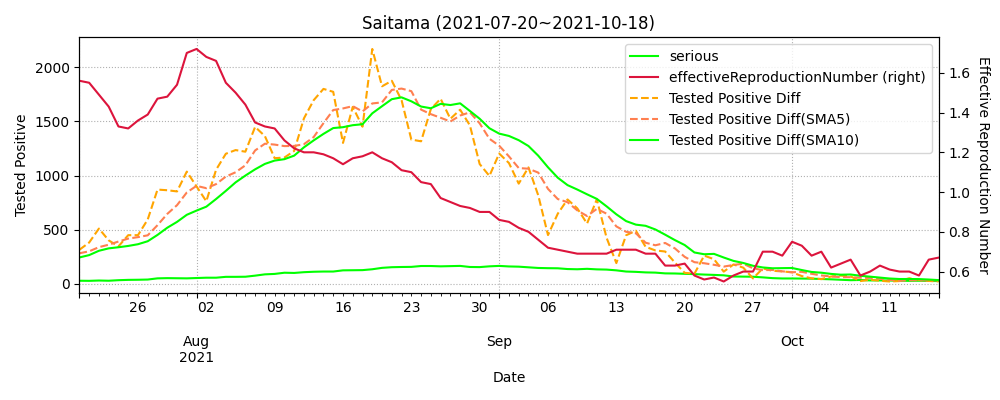 Saitama (2021-07-20~2021-10-18)
serious
effectiveReproductionNumber (right)
Tested Positive Diff
Tested Positive Diff(SMA5)
Tested Positive Diff(SMA10)
Tested Positive
2000
1500
1000
500
0
1.6
1.4
1.2
1.0
0.8
0.6
Effective Reproduction Number
26 02 09 16 23 30 06 13 20 27 04 11
Aug Sep Oct
2021
Date